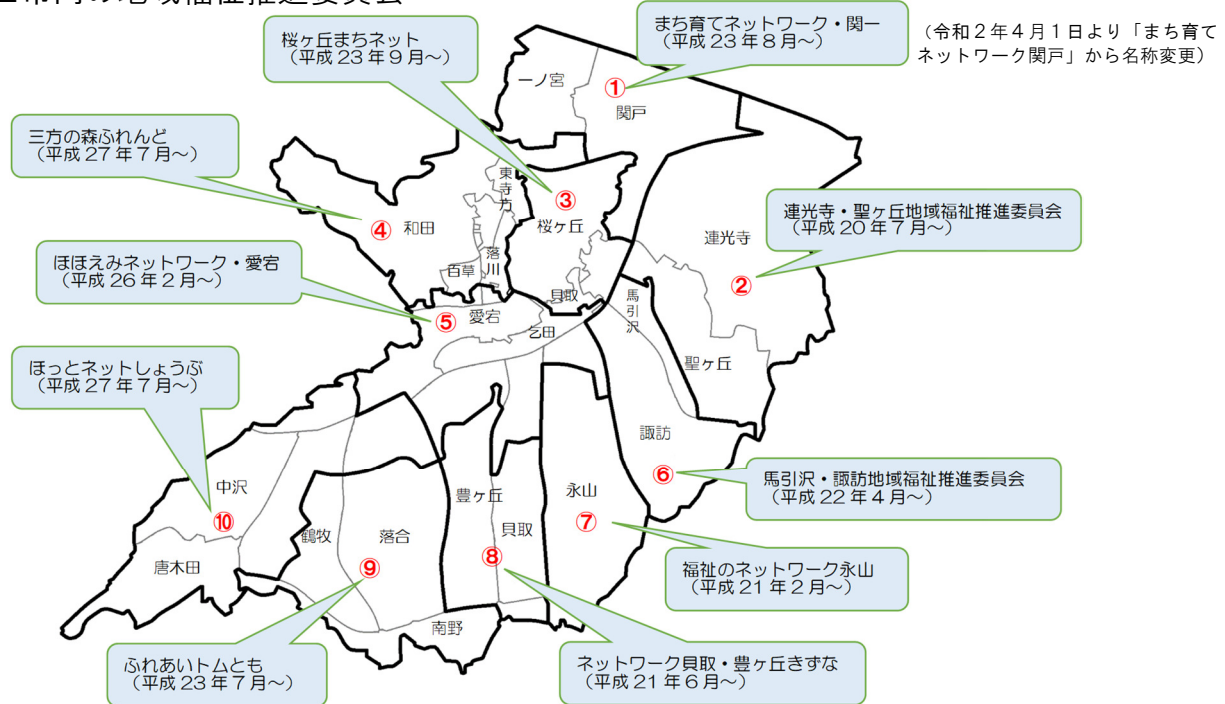 市内の地域福祉推進委員会
まち育てネットワーク・関一
（平成23年8月～）
（令和２年４月１日より「まち育て
ネットワーク関戸」から名称変更）
桜ヶ丘まちネット
（平成23年9月～）
一ノ宮
①
関戸
三方の森ふれんど
（平成27年7月～）
東寺方
③
桜ヶ丘
④
和田
連光寺・聖ヶ丘地域福祉推進委員会
（平成20年7月～）
連光寺
②
ほほえみネットワーク・愛宕
（平成26年2月～）
百草
落川
貝取
馬引沢
⑤
愛宕
乞田
聖ヶ丘
ほっとネットしょうぶ
（平成27年7月～）
諏訪
⑥
馬引沢・諏訪地域福祉推進委員会
（平成22年4月～）
中沢
⑩
豊ヶ丘
永山
⑦
鶴牧
落合
貝取
⑧
⑨
唐木田
福祉のネットワーク永山
（平成21年2月～）
南野
ふれあいトムとも
（平成23年7月～）
ネットワーク貝取・豊ヶ丘きずな
（平成21年6月～）